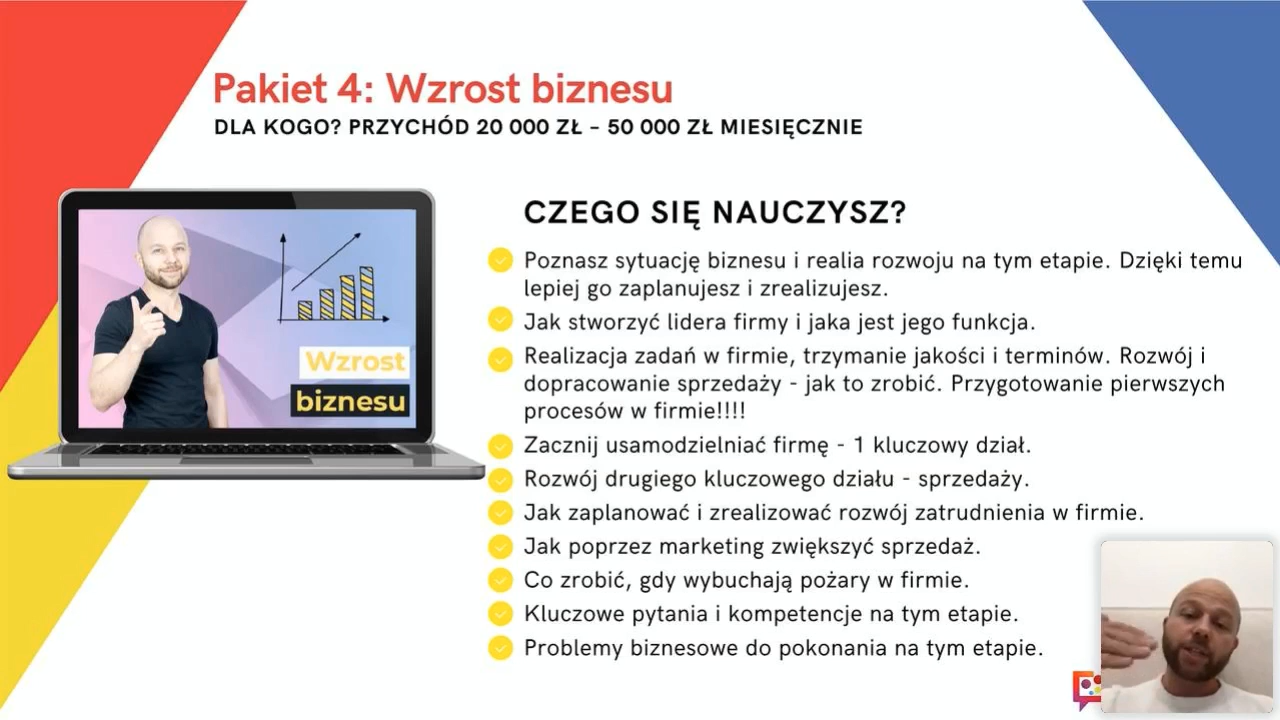 Pakiet 4: Wzrost biznesu
DLA KOGO? PRZYCHÓD 20 000 ZŁ – 50 000 ZŁ MIESIĘCZNIE
Wzrost
biznesu
CZEGO SIĘ NAUCZYSZ?
Poznasz sytuację biznesu i realia rozwoju na tym etapie. Dzięki temu
lepiej go zaplanujesz i zrealizujesz.
Jak stworzyć lidera firmy i jaka jest jego funkcja.
Realizacja zadań w firmie, trzymanie jakości i terminów. Rozwój i
dopracowanie sprzedaży - jak to zrobić. Przygotowanie pierwszych
procesów w firmie!!!!
Zacznij usamodzielniać firmę - 1 kluczowy dział.
Rozwój drugiego kluczowego działu - sprzedaży.
Jak zaplanować i zrealizować rozwój zatrudnienia w firmie.
Jak poprzez marketing zwiększyć sprzedaż.
Co zrobić, gdy wybuchają pożary w firmie.
Kluczowe pytania i kompetencje na tym etapie.
Problemy biznesowe do pokonania na tym etapie.